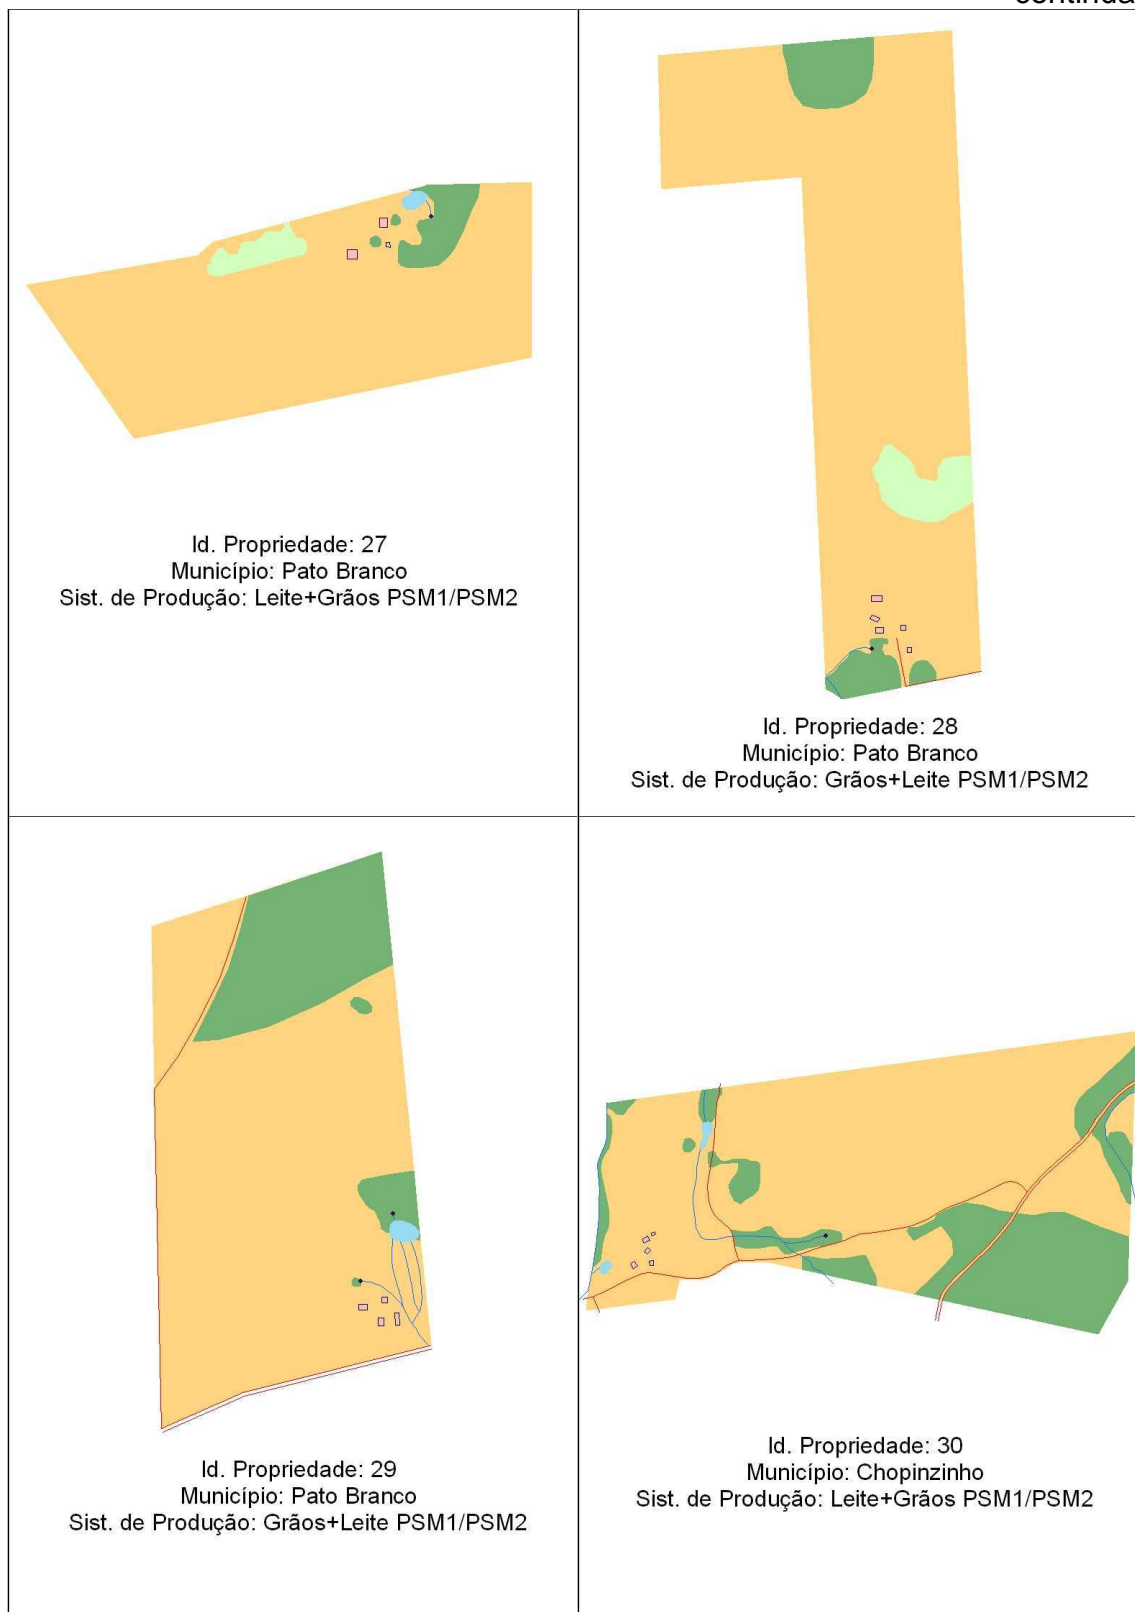 continua
Id. Propriedade: 27
Município: Pato Branco
Sist. de Produção: Leite+Grãos PSM1/PSM2
Id. Propriedade: 28
Município: Pato Branco
Sist. de Produção: Grãos+Leite PSM1/PSM2
Id. Propriedade: 29
Município: Pato Branco
Sist. de Produção: Grãos+Leite PSM1/PSM2
Id. Propriedade: 30
Município: Chopinzinho
Sist. de Produção: Leite+Grãos PSM1/PSM2